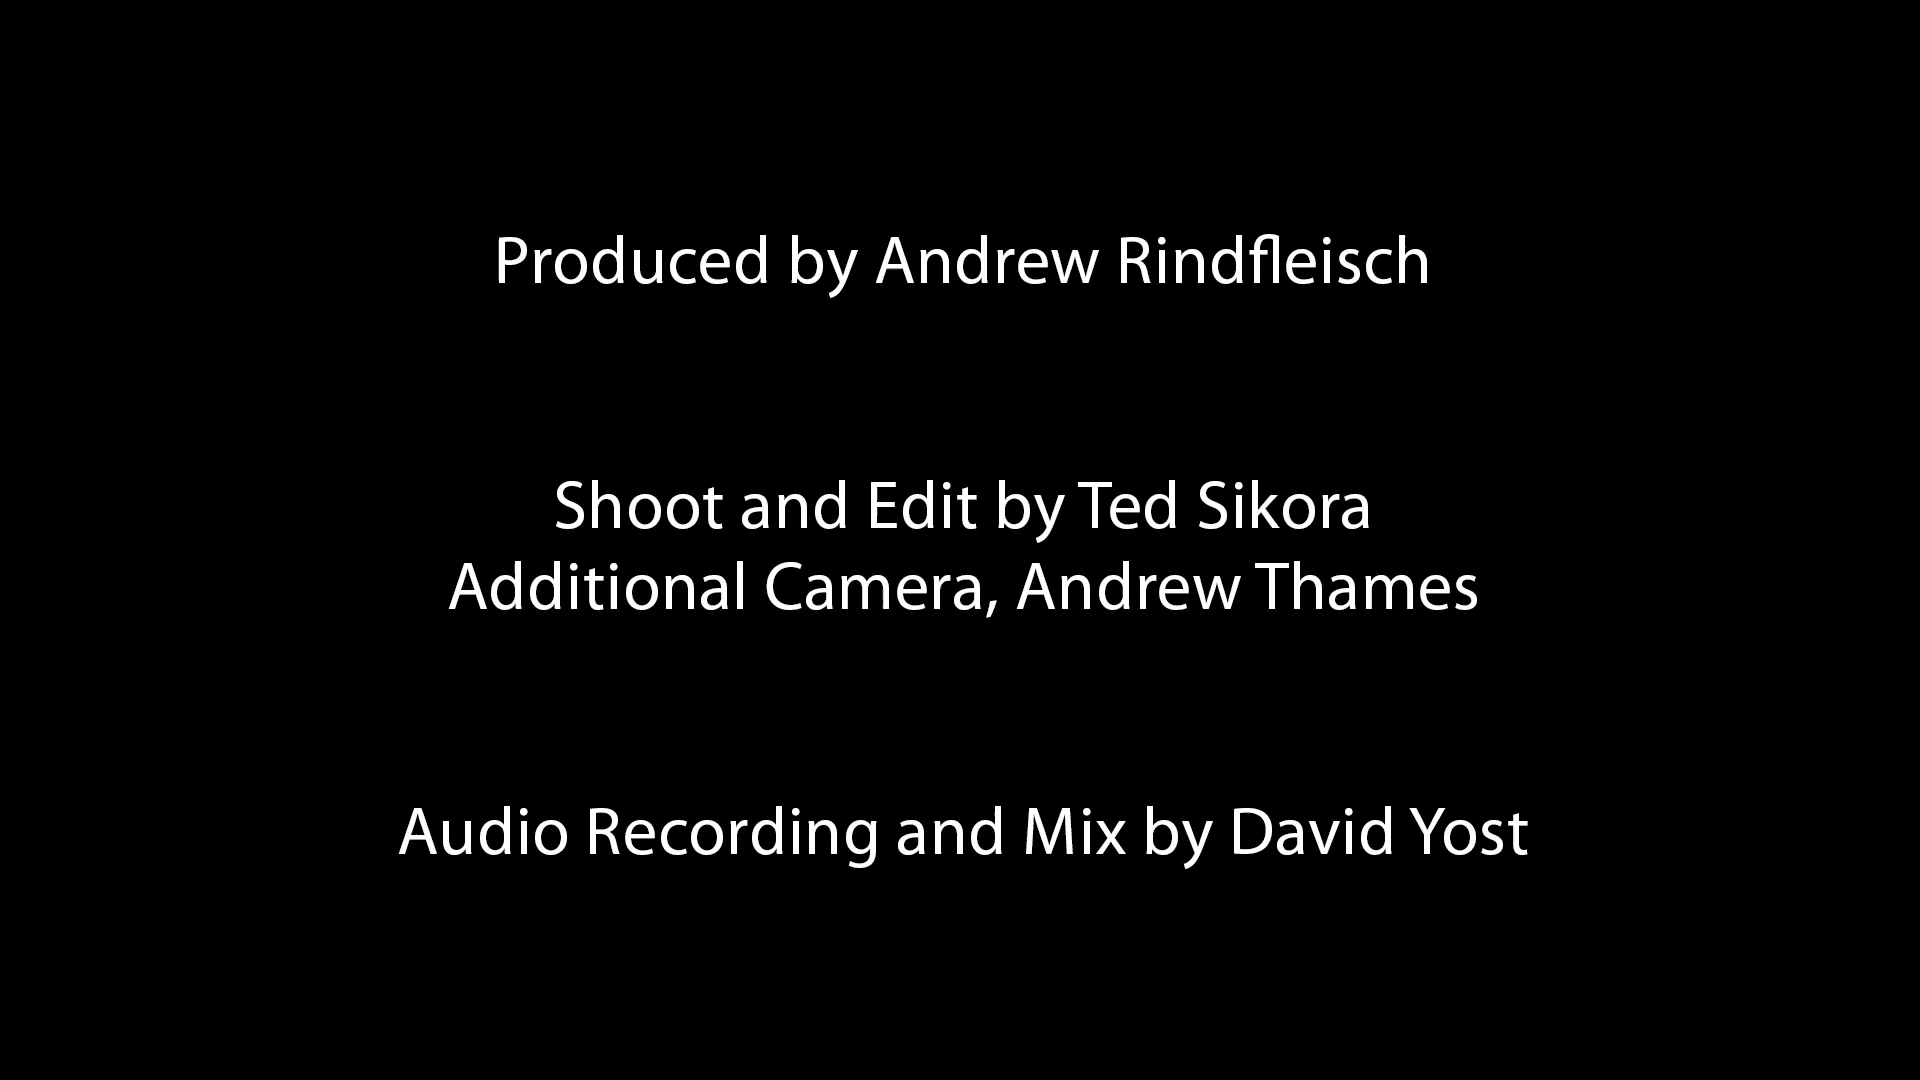 Produced by Andrew Rindfleisch
Shoot and Edit by Ted Sikora
Additional Camera, Andrew Thames
Audio Recording and Mix by David Yost